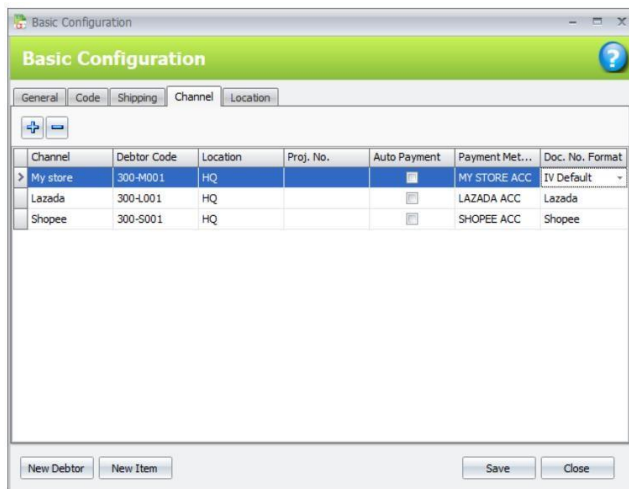 Basic Configuration
Basic Configuration
?
General Code Shipping Channel Location
Channel Debtor Code Location Proj. No. Auto Payment Payment Met... Doc. No. Format
My store 300-M001 HQ MY STORE ACC IV Default
Lazada 300-L001 HQ LAZADA ACC Lazada
Shopee 300-S001 HQ SHOPEE ACC Shopee
New Debtor New Item Save Close